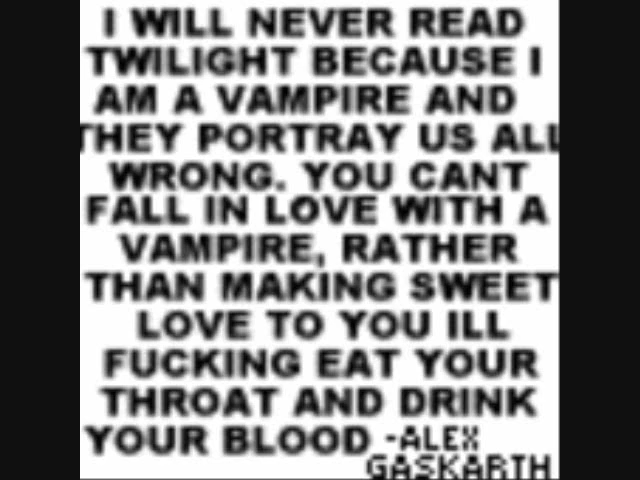 I WILL NEVER READ
TWILIGHT BECAUSE I
AM A VAMPIRE AND
THEY PORTRAY US ALL
WRONG. YOU CANT
FALL IN LOVE WITH A
VAMPIRE, RATHER
THAN MAKING SWEET
LOVE TO YOU ILL
FUCKING EAT YOUR
THROAT AND DRINK
YOUR BLOOD -ALEX
GASKARTH